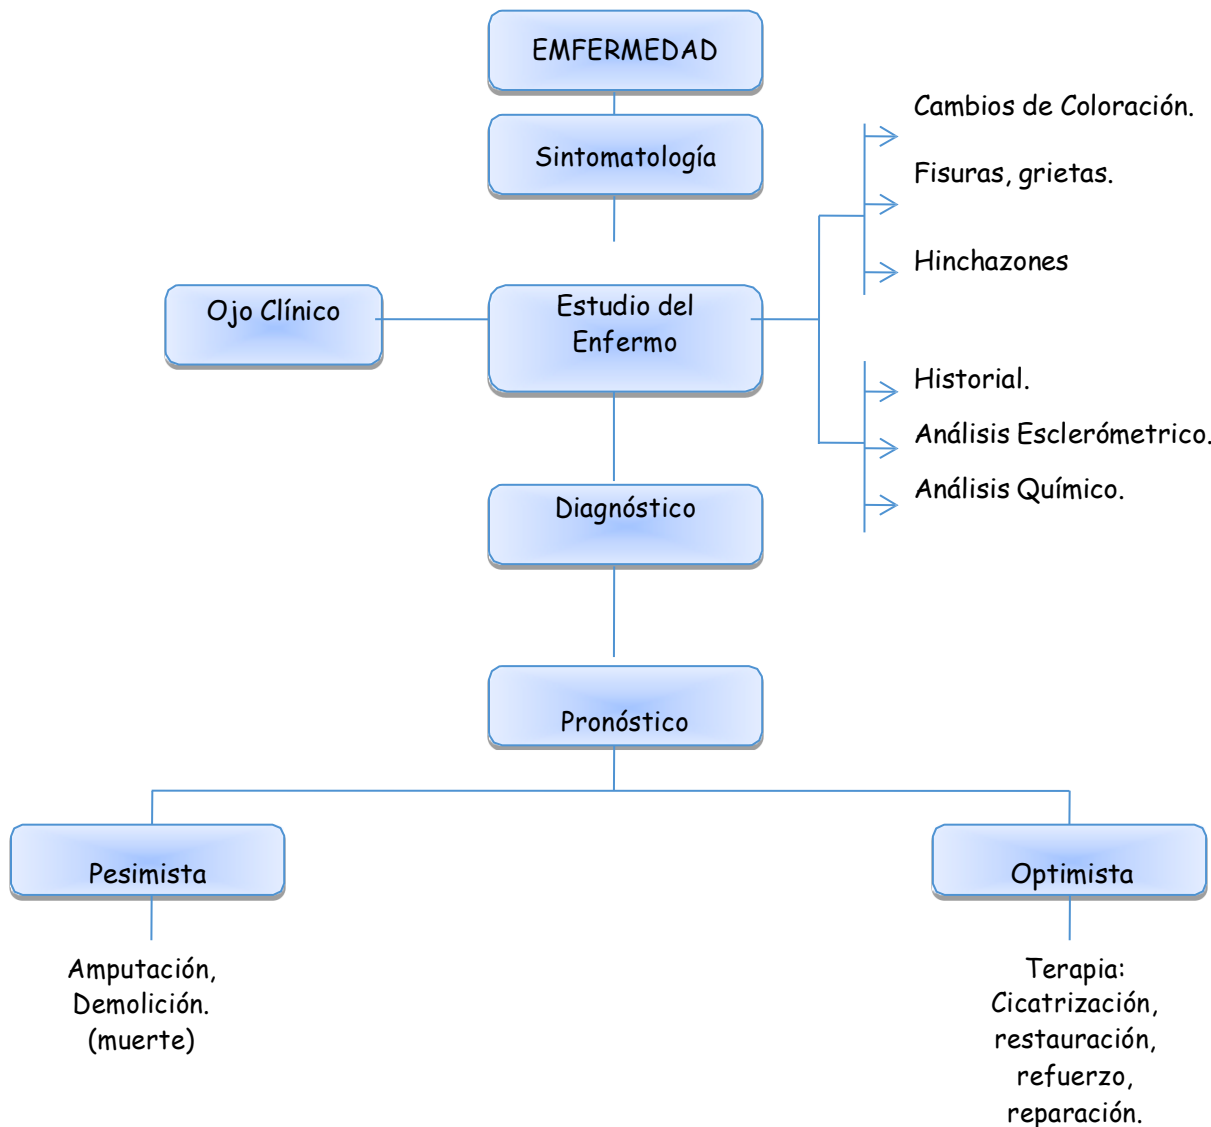 EMFERMEDAD
Sintomatología
Cambios de Coloración.
Fisuras, grietas.
Hinchazones
Ojo Clínico
Estudio del
Enfermo
Historial.
Análisis Esclerómetrico.
Análisis Químico.
Diagnóstico
Pronóstico
Pesimista
Optimista
Amputación,
Demolición.
(muerte)
Terapia:
Cicatrización,
restauración,
refuerzo,
reparación.